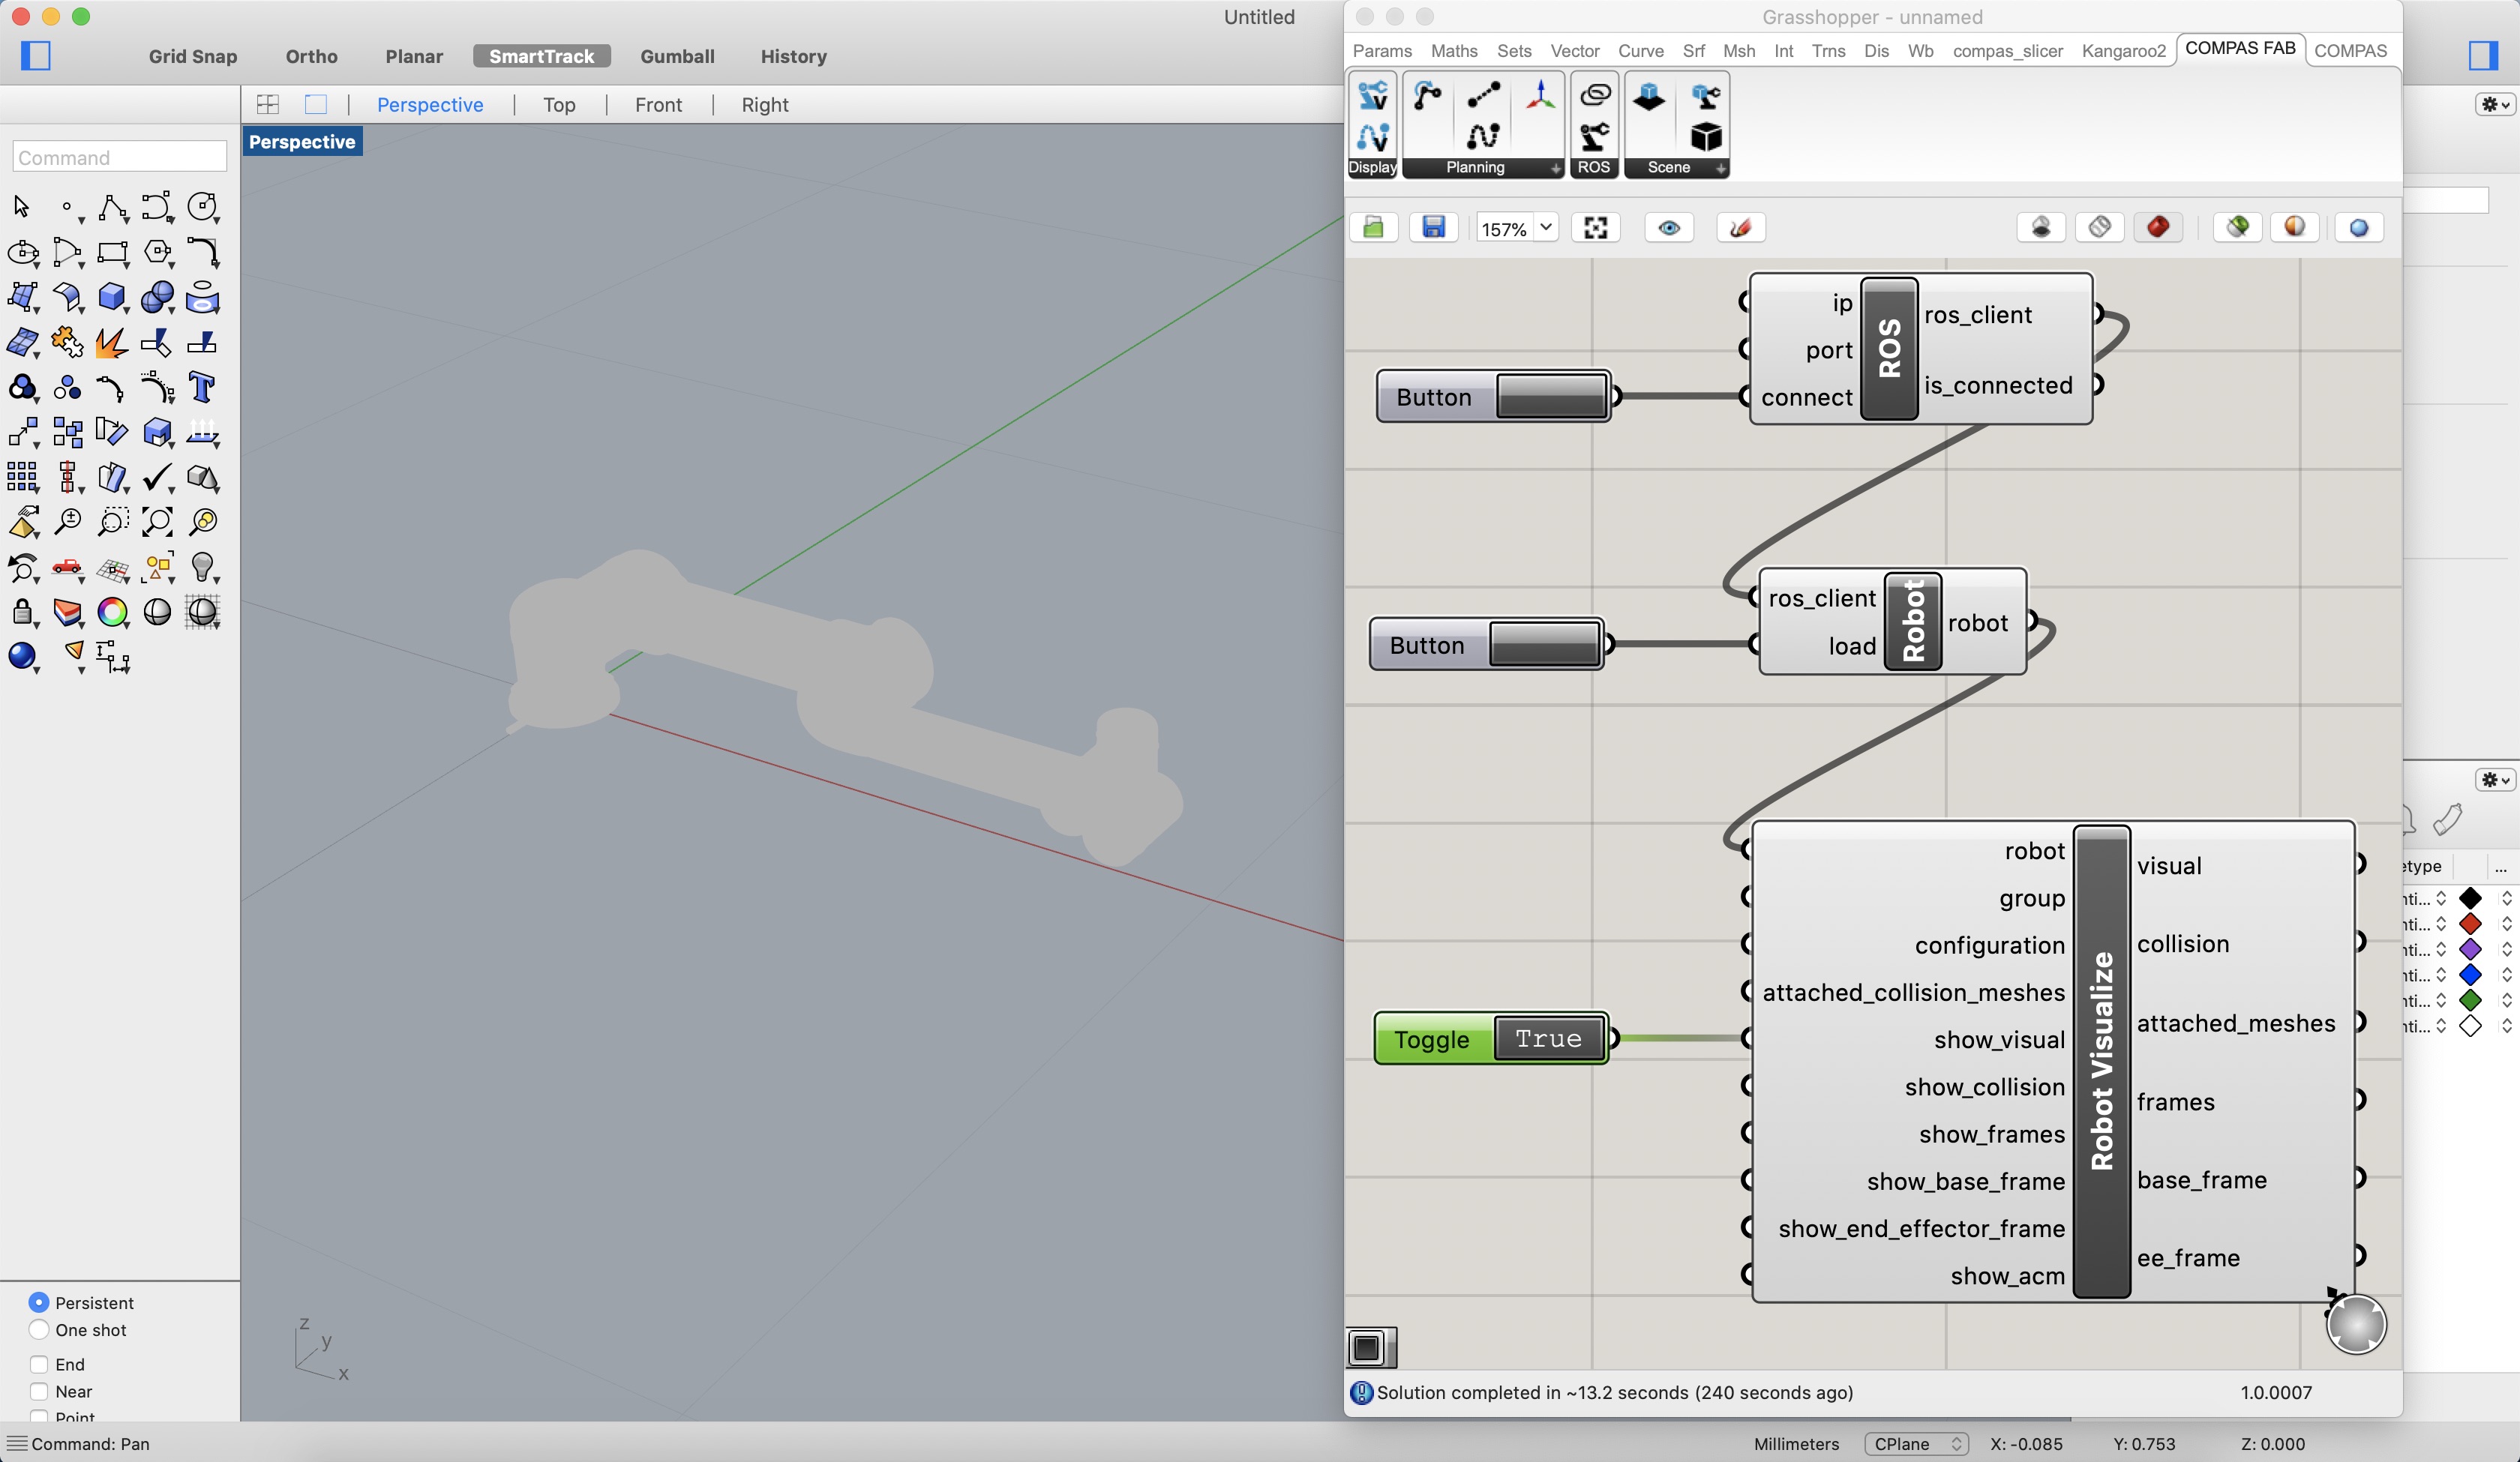 Untitled
Grid Snap Ortho Planar SmartTrack Gumball History
Perspective Top Front Right
Perspective
Command
Persistent
One shot
End
Near
Point
Command: Pan
z
y
x
Grasshopper - unnamed
Params Maths Sets Vector Curve Srf Msh Int Trns Dis Wb compas_slicer Kangaroo2 COMPAS FAB COMPAS
Display Planning ROS Scene
157%
ip
port
connect
ROS
ros_client
is_connected
Button
ros_client
load
Robot
robot
Button
robot
group
configuration
attached_collision_meshes
show_visual
show_collision
show_frames
show_base_frame
show_end_effector_frame
show_acm
Robot Visualize
visual
collision
attached_meshes
frames
base_frame
ee_frame
Toggle True
Solution completed in ~13.2 seconds (240 seconds ago)
1.0.0007
etype ...
nti...
nti...
nti...
nti...
nti...
nti...
Millimeters CPlane X: -0.085 Y: 0.753 Z: 0.000